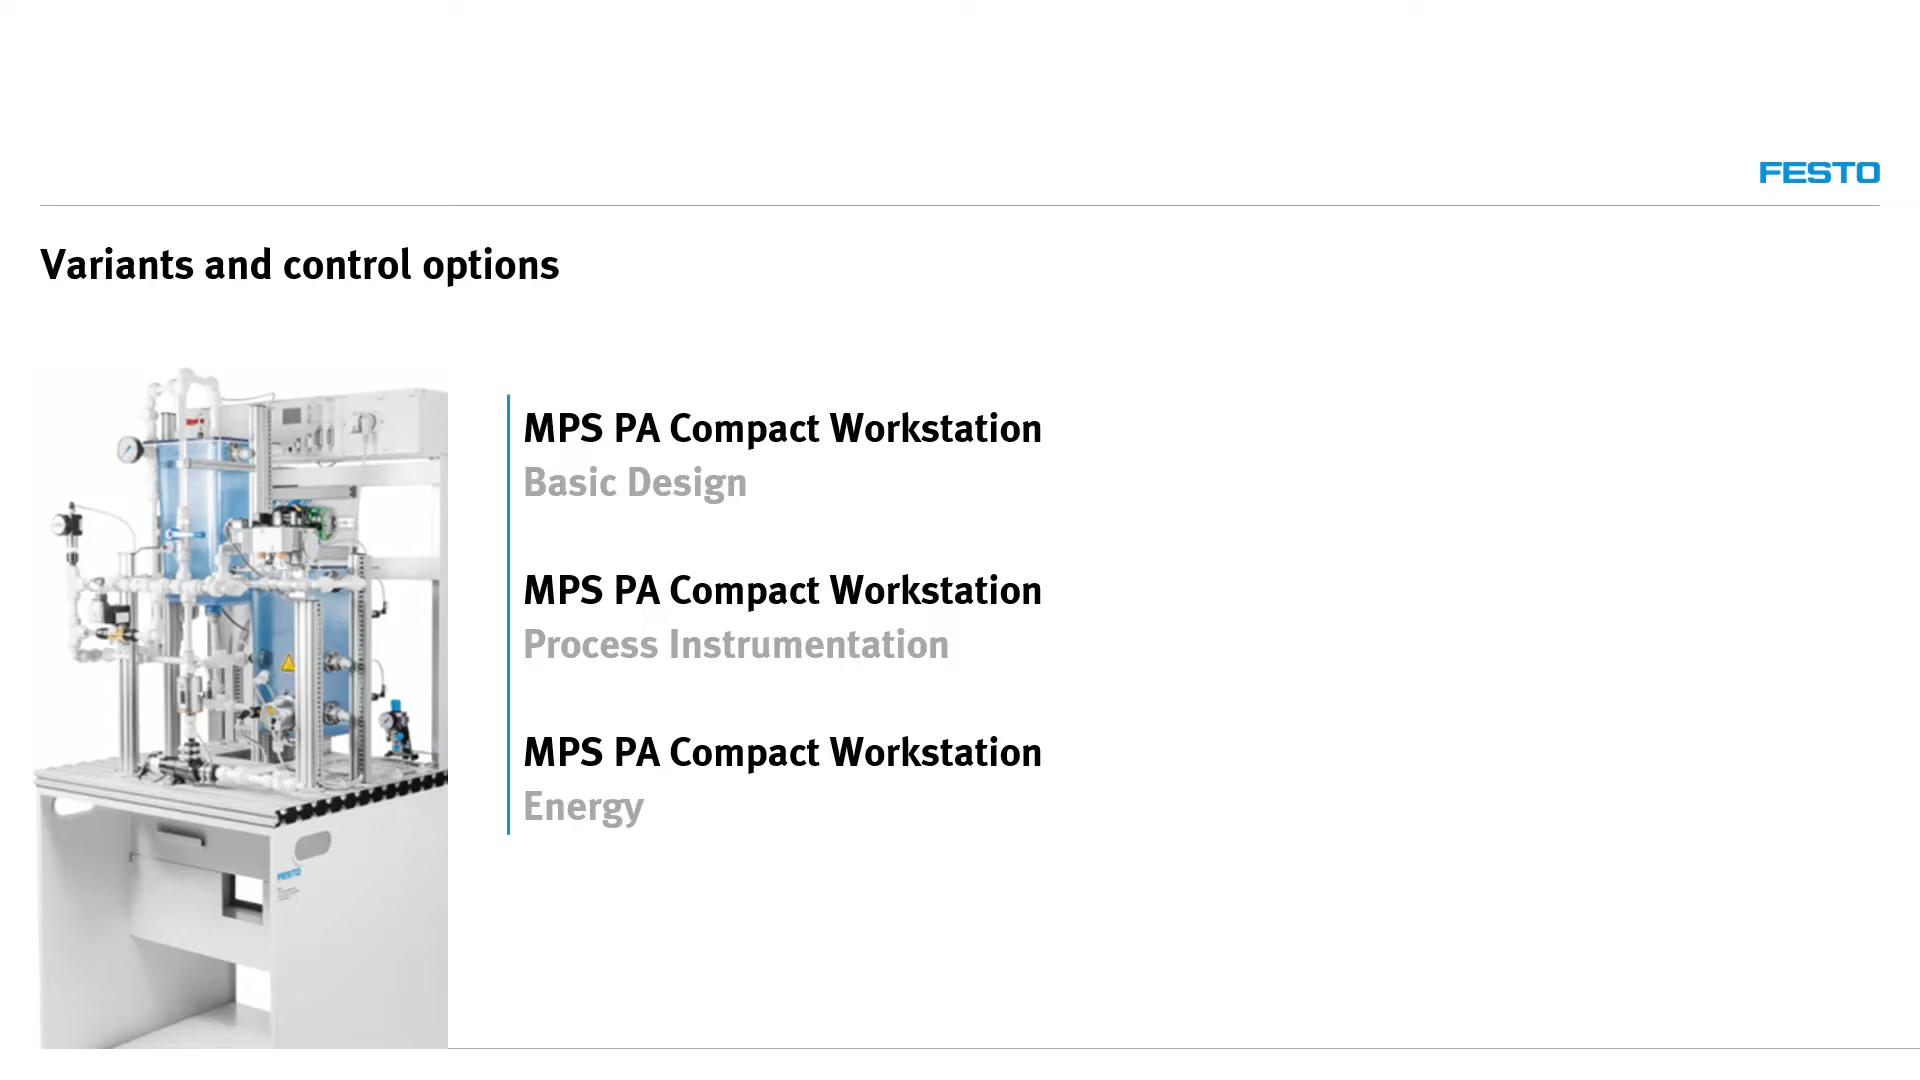 FESTO
Variants and control options
MPS PA Compact Workstation
Basic Design
MPS PA Compact Workstation
Process Instrumentation
MPS PA Compact Workstation
Energy
FESTO